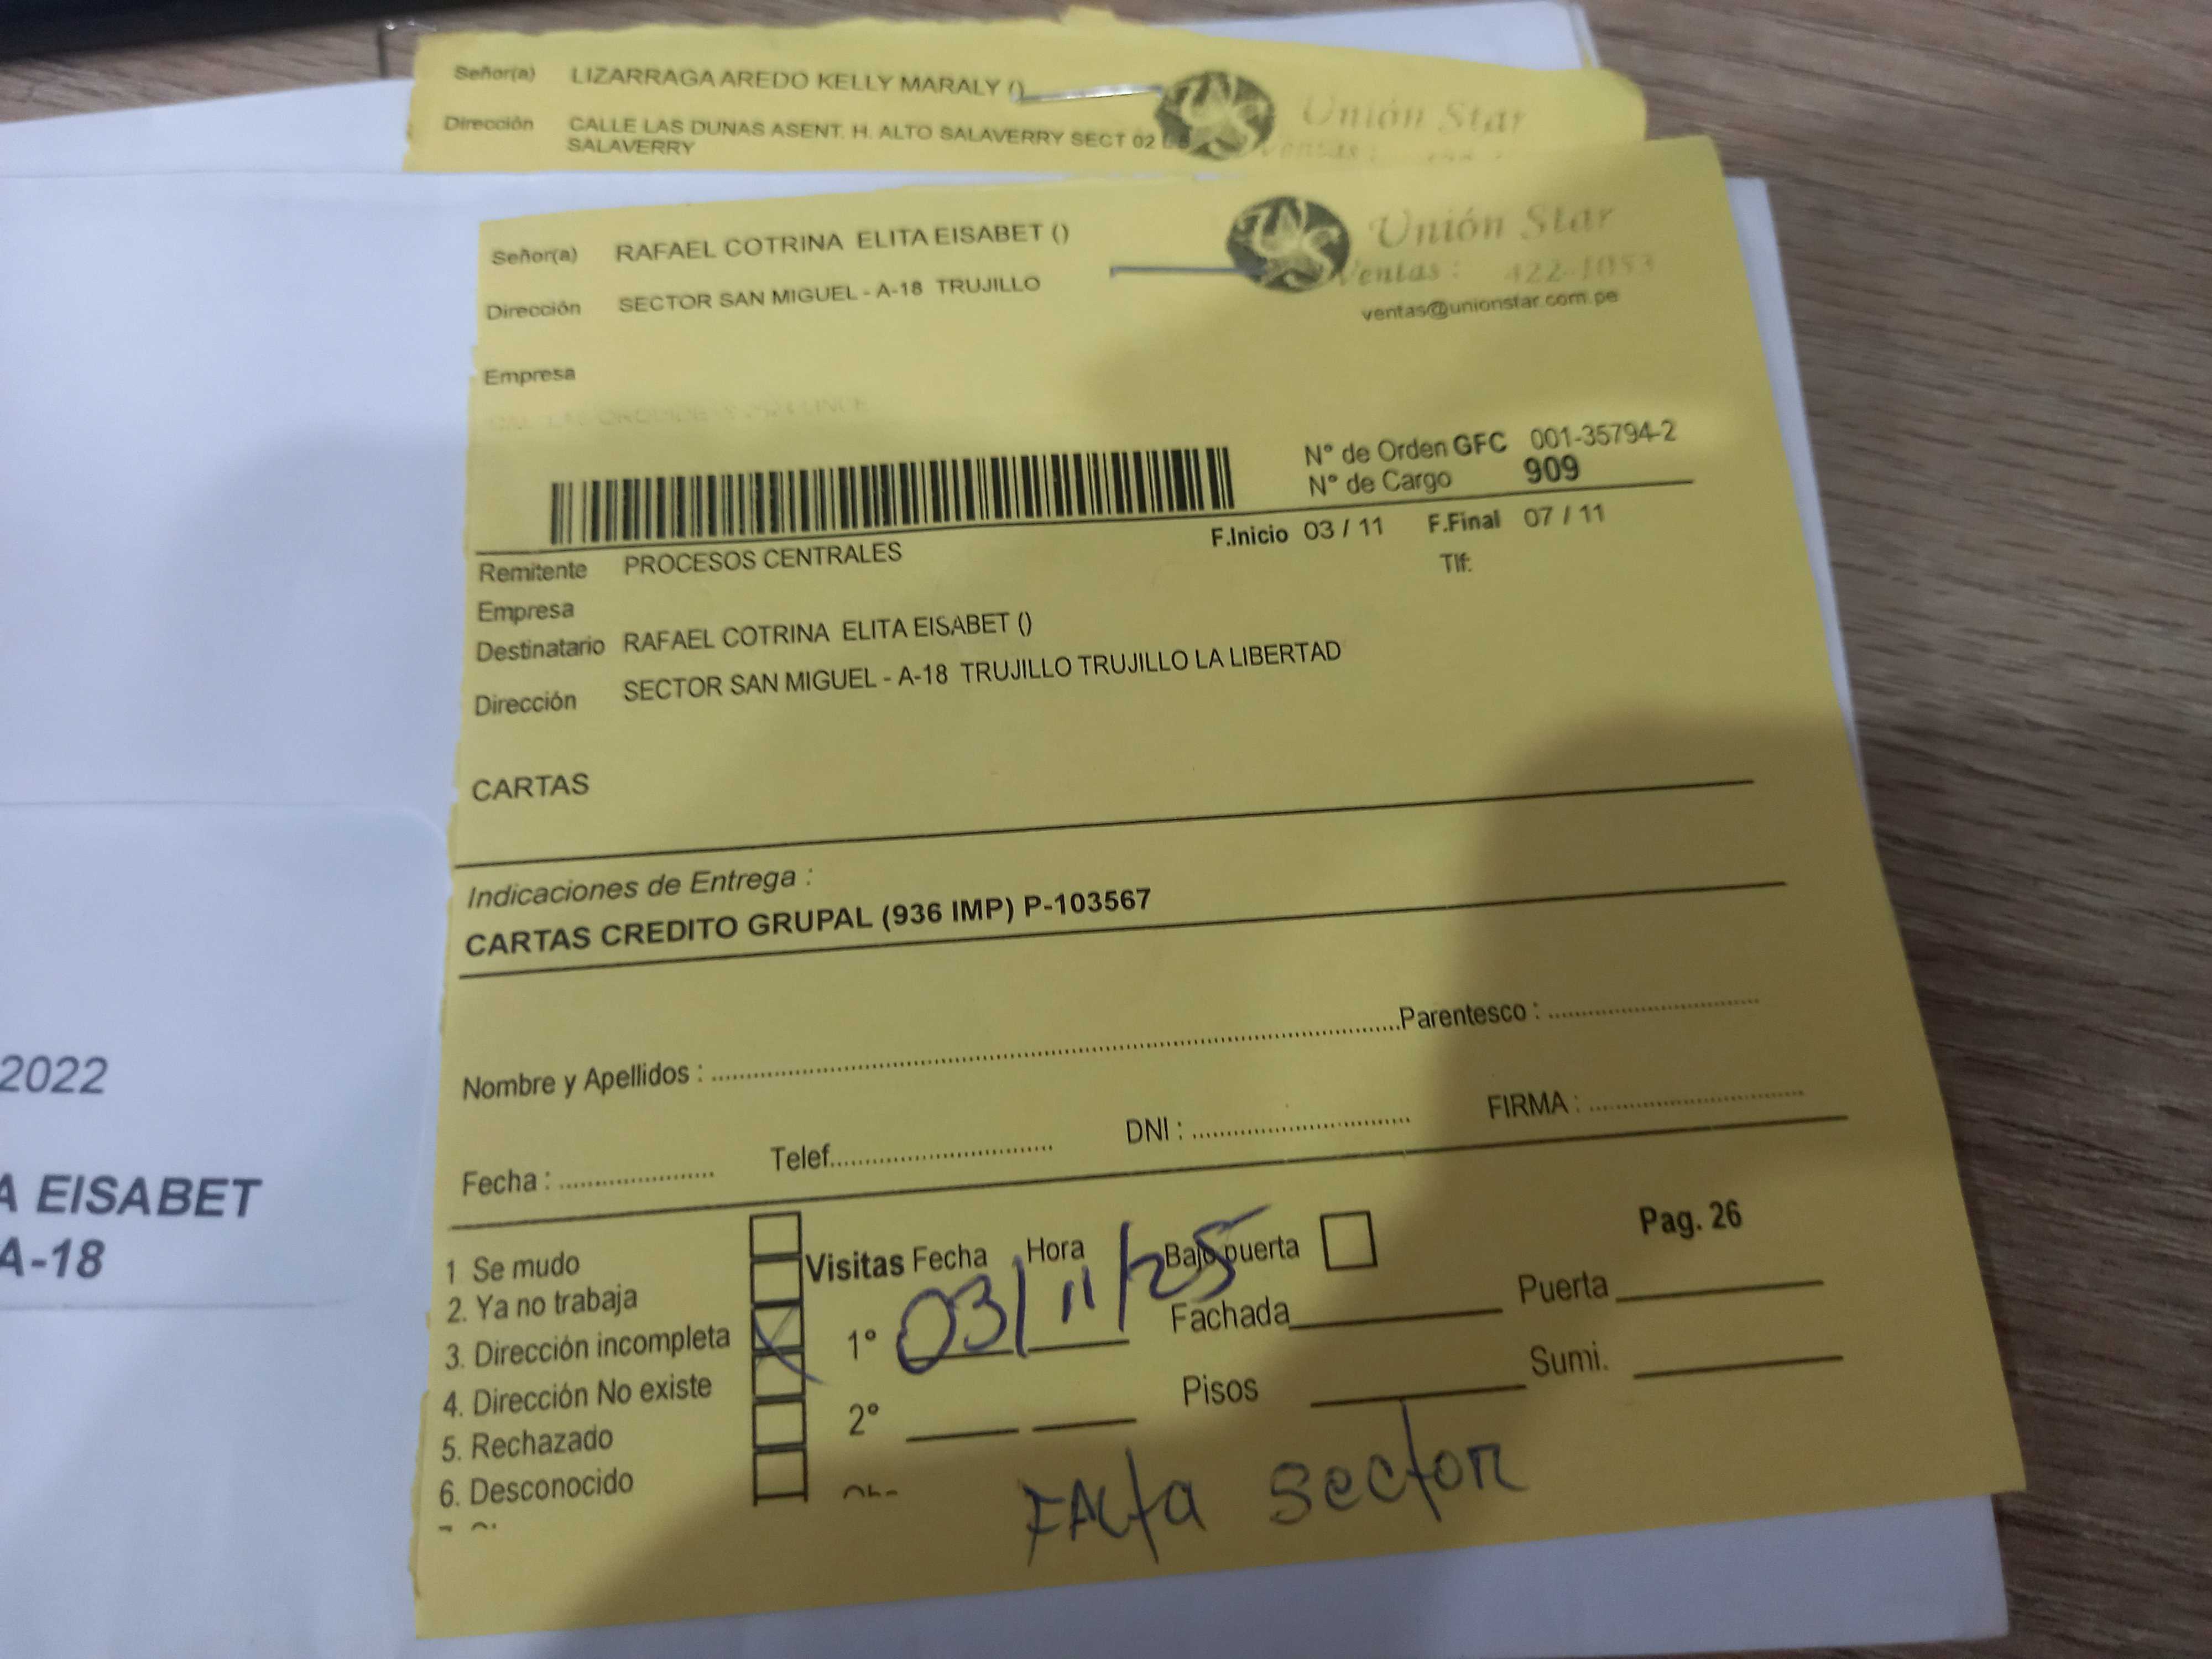 Señor(a) LIZARRAGA AREDO KELLY MARALY ()
Unión Star
Dirección CALLE LAS DUNAS ASENT. H. ALTO SALAVERRY SECT 02
SALAVERRY
Ventas :
Señor(a) RAFAEL COTRINA ELITA EISABET ()
Unión Star
Ventas : 422-1053
Dirección SECTOR SAN MIGUEL - A-18 TRUJILLO
ventas@unionstar.com.pe
Empresa
N° de Orden GFC 001-35794-2
N° de Cargo 909
F.Inicio 03 / 11 F.Final 07 / 11
Remitente PROCESOS CENTRALES
Tlf:
Empresa
Destinatario RAFAEL COTRINA ELITA EISABET ()
Dirección SECTOR SAN MIGUEL - A-18 TRUJILLO TRUJILLO LA LIBERTAD
CARTAS
Indicaciones de Entrega :
CARTAS CREDITO GRUPAL (936 IMP) P-103567
Nombre y Apellidos : Parentesco :
Fecha : Telef. DNI : FIRMA :
1 Se mudo
2. Ya no trabaja
3. Dirección incompleta
4. Dirección No existe
5. Rechazado
6. Desconocido
Visitas Fecha Hora Bajo puerta
Pag. 26
1° 03/11/25 Fachada Puerta
2° Pisos Sumi.
FAlta sector
2022
A EISABET
A-18